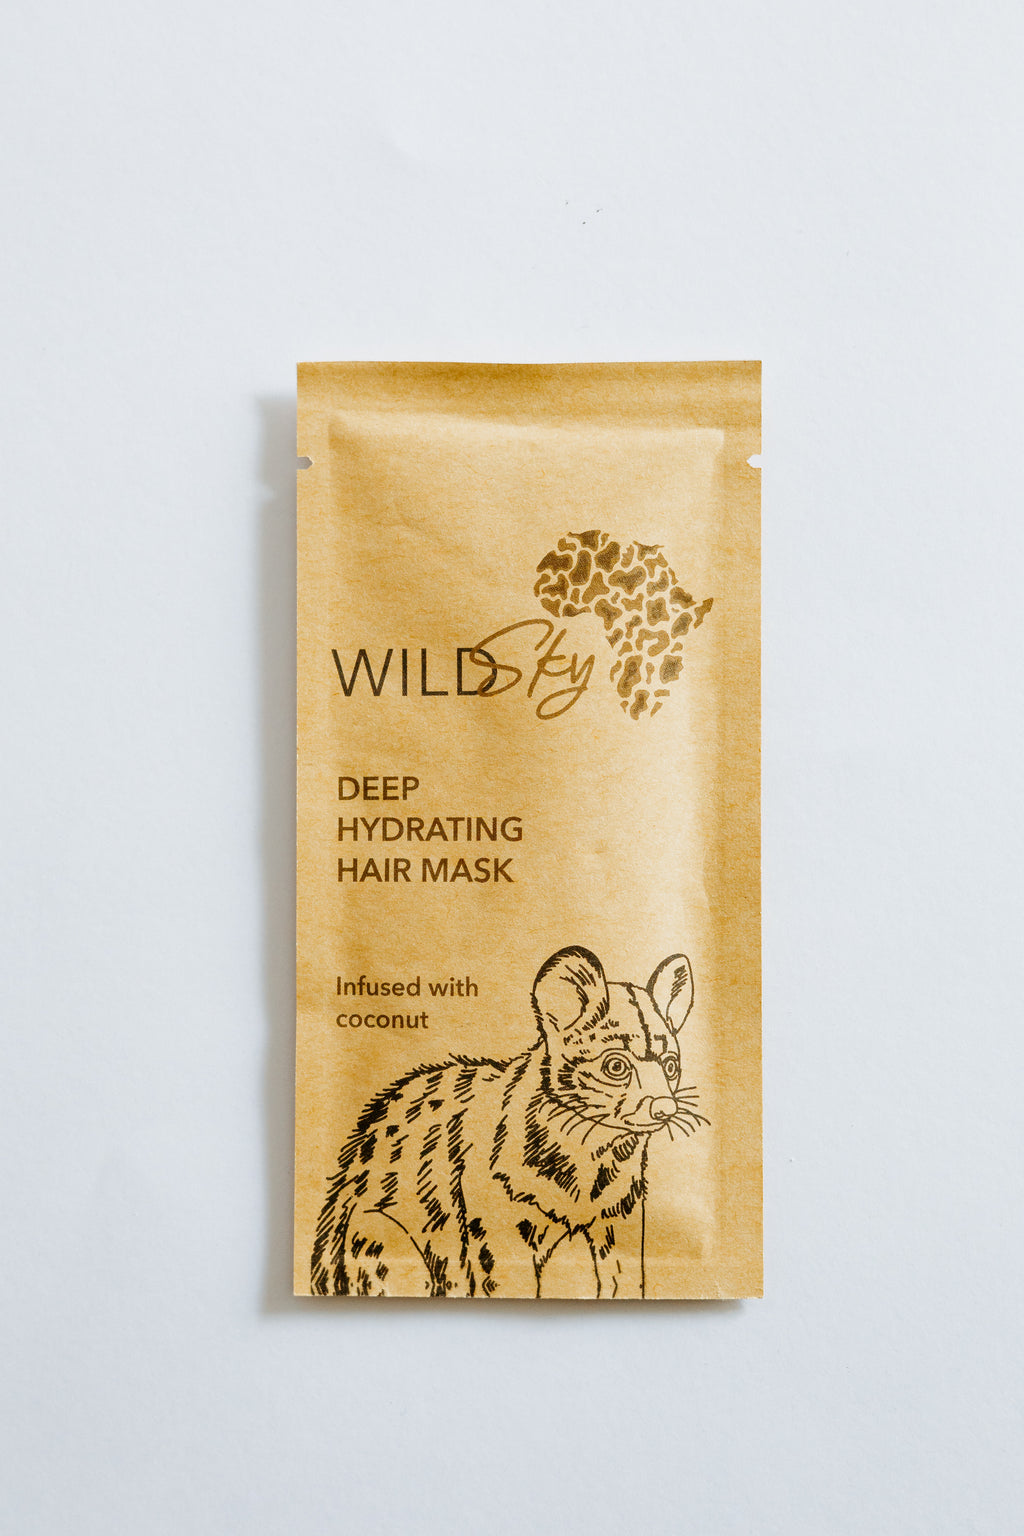 WILD Sky
DEEP
HYDRATING
HAIR MASK
Infused with
coconut